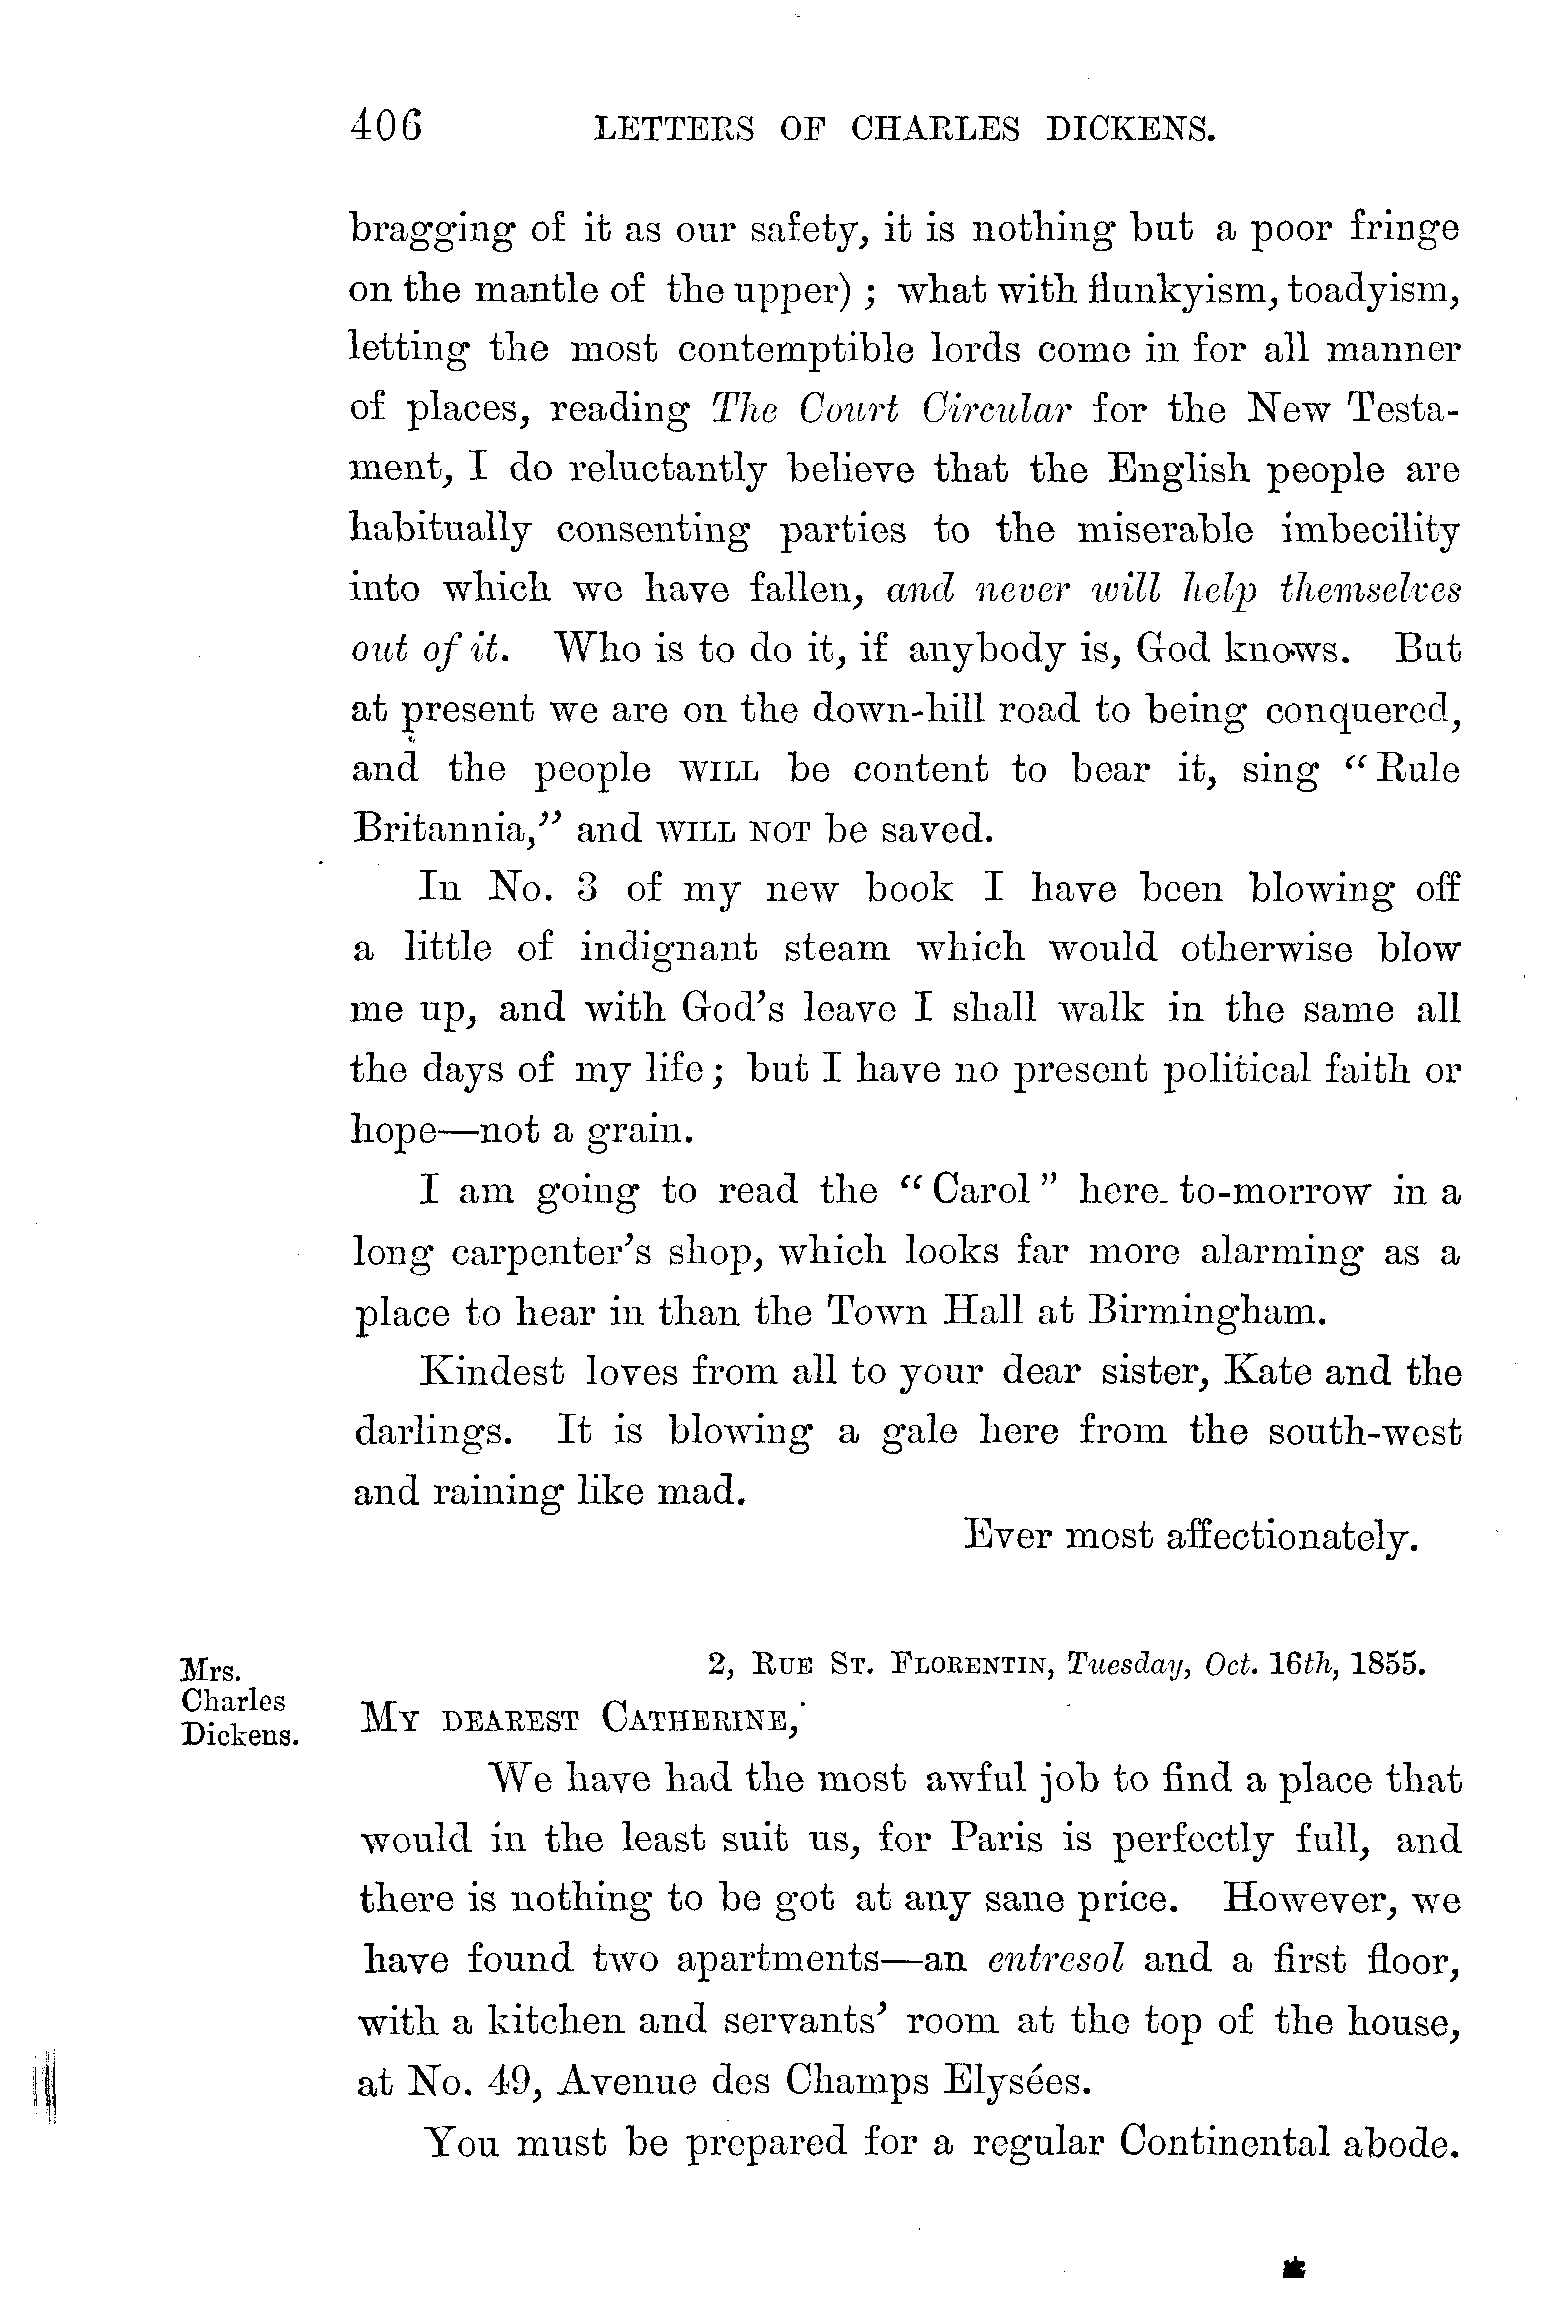 406 LETTERS OF CHARLES DICKENS.
bragging of it as our safety, it is nothing but a poor fringe
on the mantle of the upper) ; what with flunkyism, toadyism,
letting the most contemptible lords come in for all manner
of places, reading The Court Circular for the New Testa-
ment, I do reluctantly believe that the English people are
habitually consenting parties to the miserable imbecility
into which we have fallen, and never will help themselves
out of it. Who is to do it, if anybody is, God knows. But
at present we are on the down-hill road to being conquered,
and the people WILL be content to bear it, sing “Rule
Britannia,” and WILL NOT be saved.
In No. 3 of my new book I have been blowing off
a little of indignant steam which would otherwise blow
me up, and with God’s leave I shall walk in the same all
the days of my life; but I have no present political faith or
hope—not a grain.
I am going to read the “Carol” here to-morrow in a
long carpenter’s shop, which looks far more alarming as a
place to hear in than the Town Hall at Birmingham.
Kindest loves from all to your dear sister, Kate and the
darlings. It is blowing a gale here from the south-west
and raining like mad.
Ever most affectionately.
Mrs.
Charles
Dickens.
2, RUE ST. FLORENTIN, Tuesday, Oct. 16th, 1855.
MY DEAREST CATHERINE,
We have had the most awful job to find a place that
would in the least suit us, for Paris is perfectly full, and
there is nothing to be got at any sane price. However, we
have found two apartments—an entresol and a first floor,
with a kitchen and servants’ room at the top of the house,
at No. 49, Avenue des Champs Elysées.
You must be prepared for a regular Continental abode.